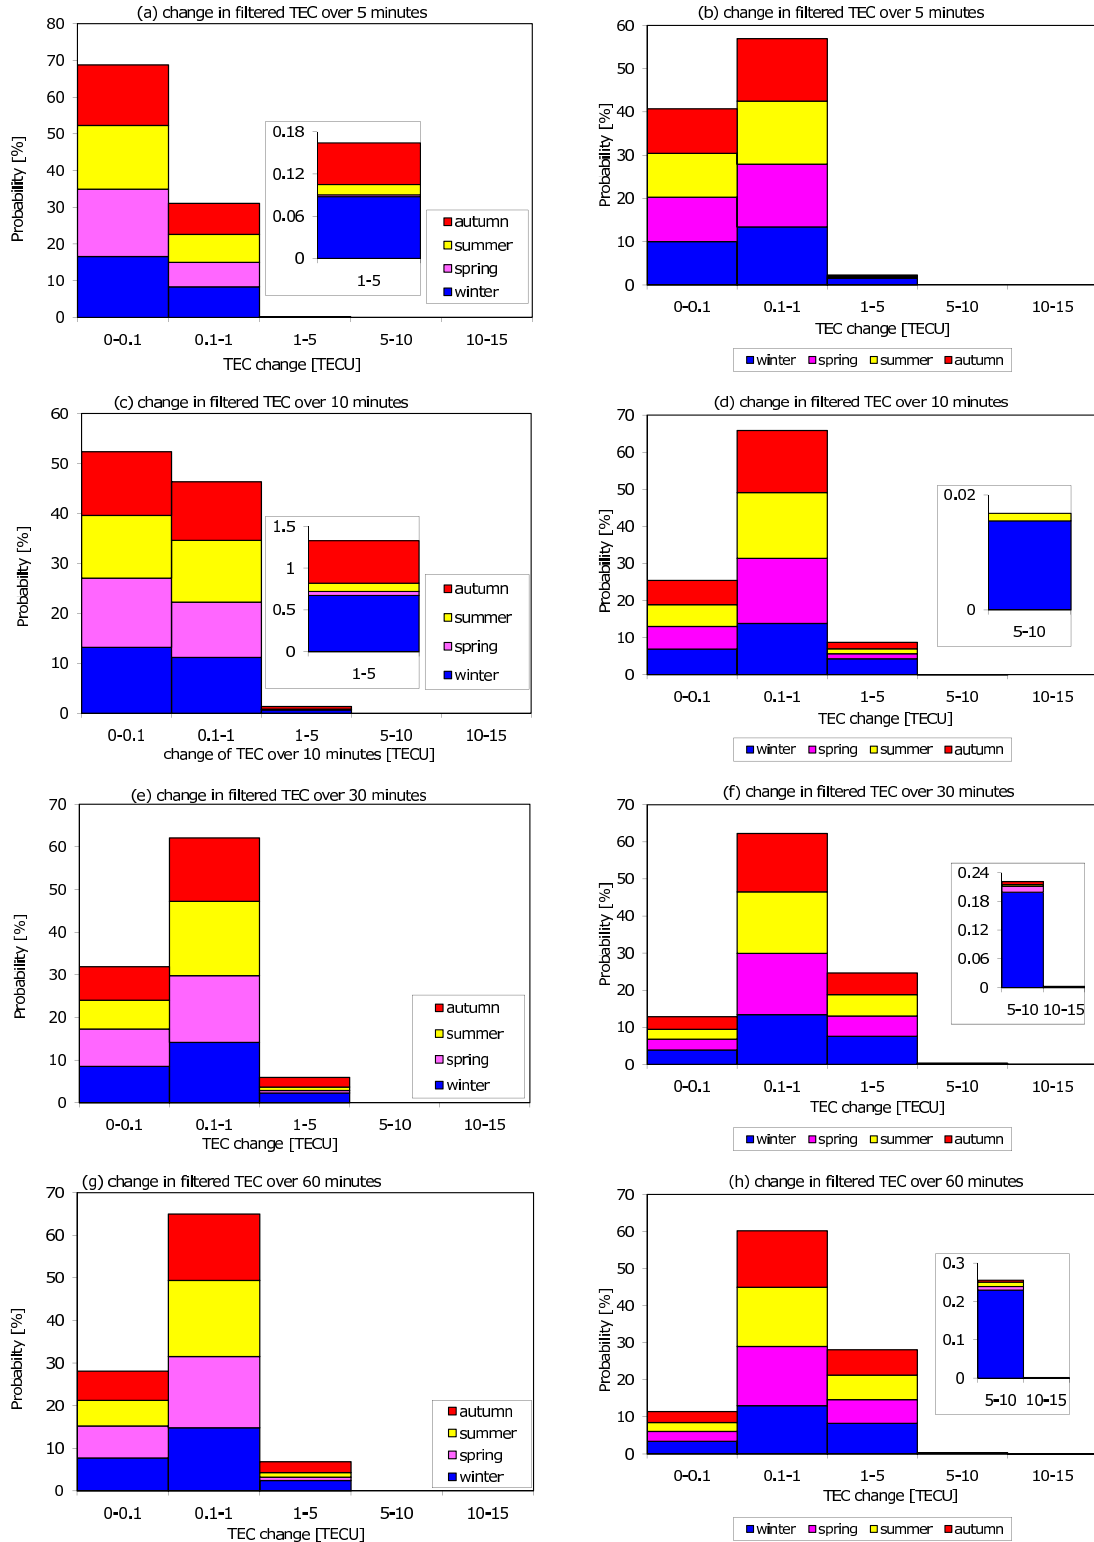 (a) change in filtered TEC over 5 minutes
80
70
60
50
40
30
20
10
0
Probability [%]
0-0.1 0.1-1 1-5 5-10 10-15
TEC change [TECU]
0.18
0.12
0.06
0
1-5
autumn
summer
spring
winter
(b) change in filtered TEC over 5 minutes
60
50
40
30
20
10
0
Probability [%]
0-0.1 0.1-1 1-5 5-10 10-15
TEC change [TECU]
winter spring summer autumn
(c) change in filtered TEC over 10 minutes
60
50
40
30
20
10
0
Probability [%]
0-0.1 0.1-1 1-5 5-10 10-15
change of TEC over 10 minutes [TECU]
1.5
1
0.5
0
1-5
autumn
summer
spring
winter
(d) change in filtered TEC over 10 minutes
70
60
50
40
30
20
10
0
Probability [%]
0-0.1 0.1-1 1-5 5-10 10-15
TEC change [TECU]
0.02
0
5-10
winter spring summer autumn
(e) change in filtered TEC over 30 minutes
70
60
50
40
30
20
10
0
Probability [%]
0-0.1 0.1-1 1-5 5-10 10-15
TEC change [TECU]
autumn
summer
spring
winter
(f) change in filtered TEC over 30 minutes
70
60
50
40
30
20
10
0
Probability [%]
0-0.1 0.1-1 1-5 5-10 10-15
TEC change [TECU]
0.24
0.18
0.12
0.06
0
5-10 10-15
winter spring summer autumn
(g) change in filtered TEC over 60 minutes
70
60
50
40
30
20
10
0
Probability [%]
0-0.1 0.1-1 1-5 5-10 10-15
TEC change [TECU]
autumn
summer
spring
winter
(h) change in filtered TEC over 60 minutes
70
60
50
40
30
20
10
0
Probability [%]
0-0.1 0.1-1 1-5 5-10 10-15
TEC change [TECU]
0.3
0.2
0.1
0
5-10 10-15
winter spring summer autumn